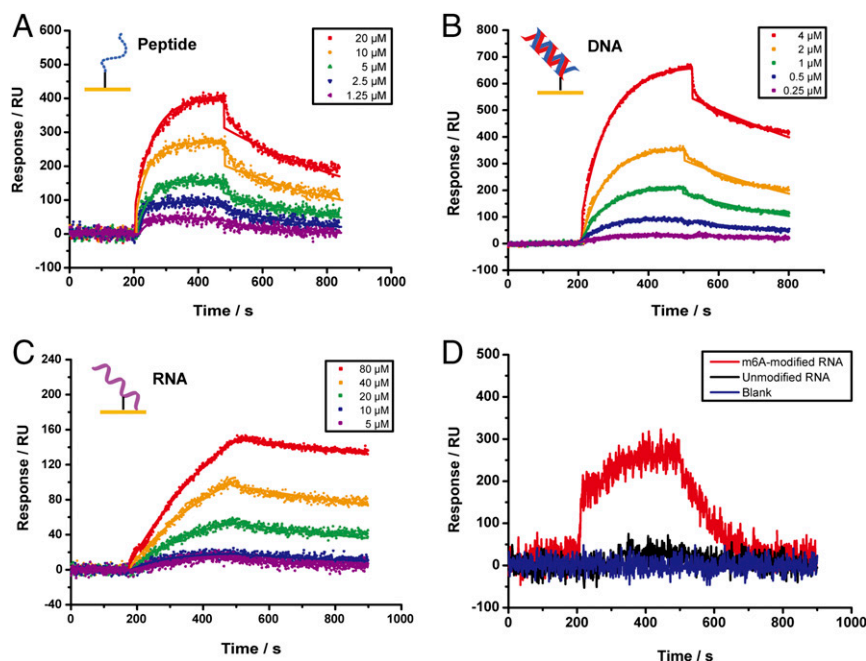 A
Peptide
20 µM
10 µM
5 µM
2.5 µM
1.25 µM
Response / RU
600
500
400
300
200
100
0
-100
0
200
400
600
800
1000
Time / s
B
DNA
4 µM
2 µM
1 µM
0.5 µM
0.25 µM
Response / RU
800
700
600
500
400
300
200
100
0
-100
0
200
400
600
800
Time / s
C
RNA
80 µM
40 µM
20 µM
10 µM
5 µM
Response / RU
240
200
160
120
80
40
0
-40
0
200
400
600
800
1000
Time / s
D
m6A-modified RNA
Unmodified RNA
Blank
Response / RU
500
400
300
200
100
0
-100
0
200
400
600
800
1000
Time / s